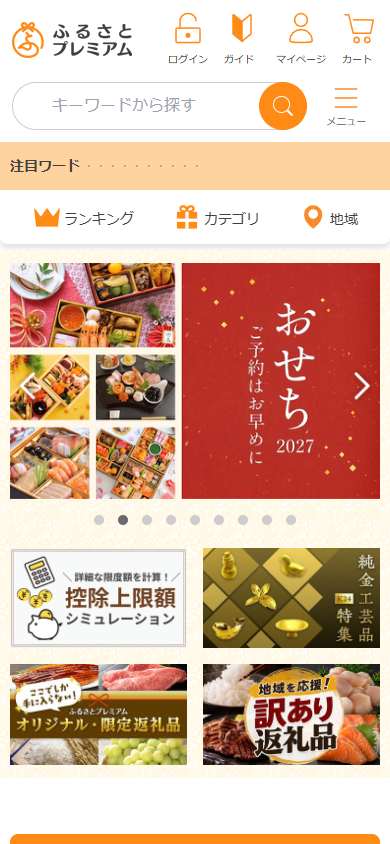 ふるさと
プレミアム
ログイン
ガイド
マイページ
カート
キーワードから探す
メニュー
注目ワード
ランキング
カテゴリ
地域
おせち
ご予約はお早めに
2027
＼詳細な限度額を計算！／
控除上限額
シミュレーション
純金工芸品
K24
特集
ここでしか
手に入らない！
ふるさとプレミアム
オリジナル・限定返礼品
地域を応援！
訳あり
返礼品